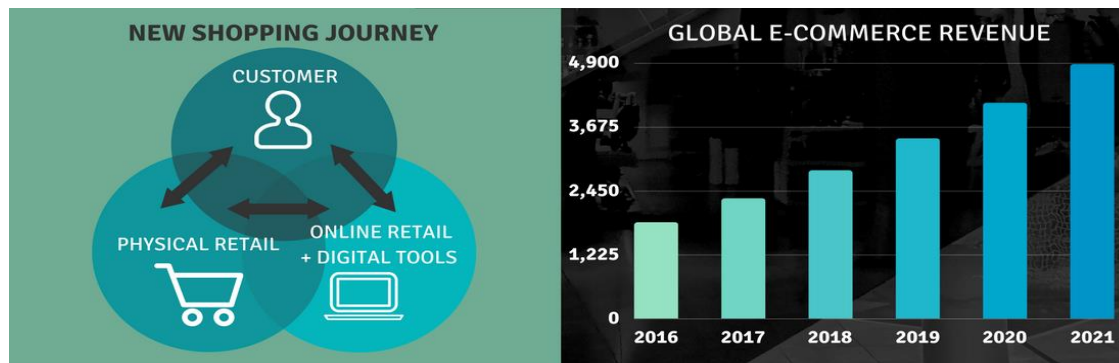 NEW SHOPPING JOURNEY
CUSTOMER
PHYSICAL RETAIL
ONLINE RETAIL
+ DIGITAL TOOLS
GLOBAL E-COMMERCE REVENUE
4,900
3,675
2,450
1,225
0
2016 2017 2018 2019 2020 2021